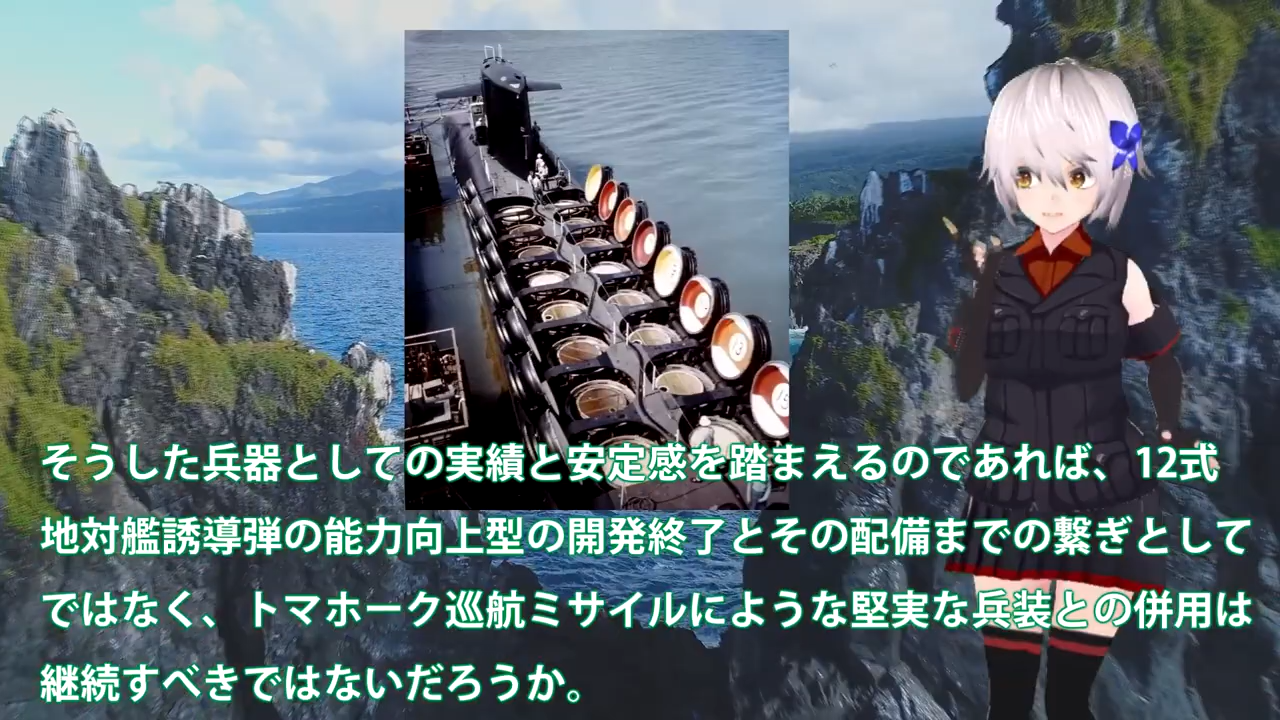 そうした兵器としての実績と安定感を踏まえるのであれば、12式
地対艦誘導弾の能力向上型の開発終了とその配備までの繋ぎとして
ではなく、トマホーク巡航ミサイルにような堅実な兵装との併用は
継続すべきではないだろうか。
13
15